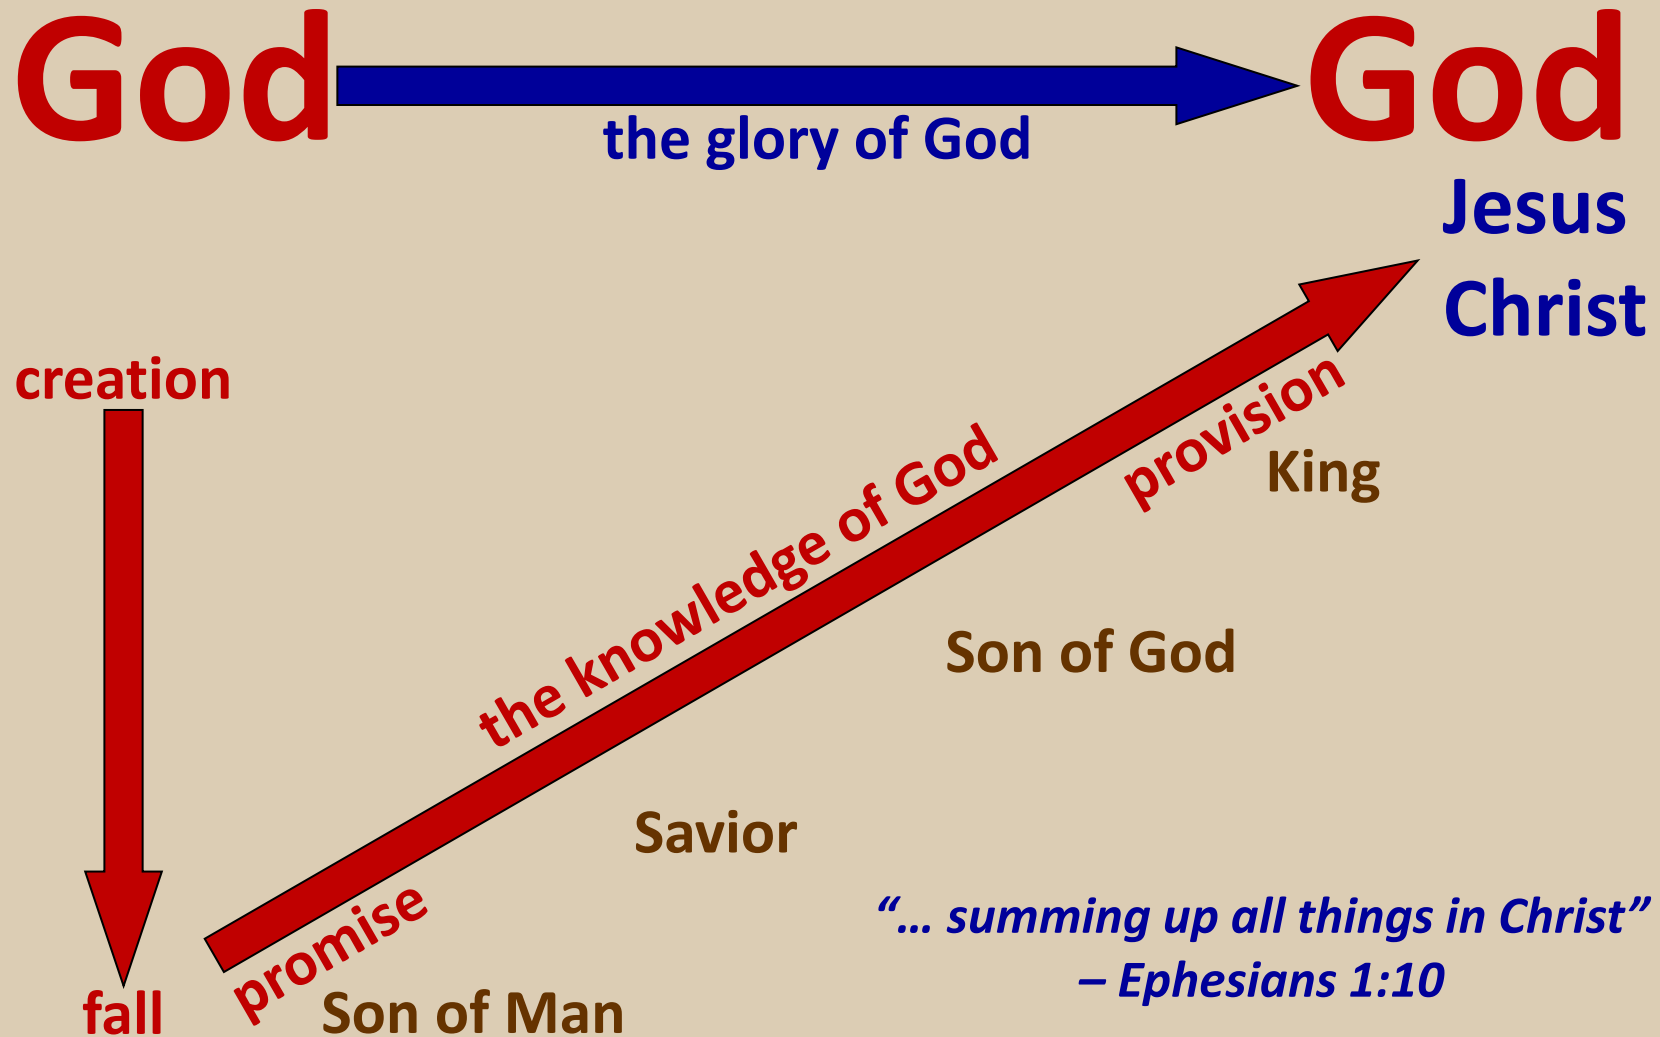 God
God
the glory of God
Jesus
Christ
creation
provision
King
the knowledge of God
Son of God
Savior
promise
“... summing up all things in Christ”
– Ephesians 1:10
fall
Son of Man